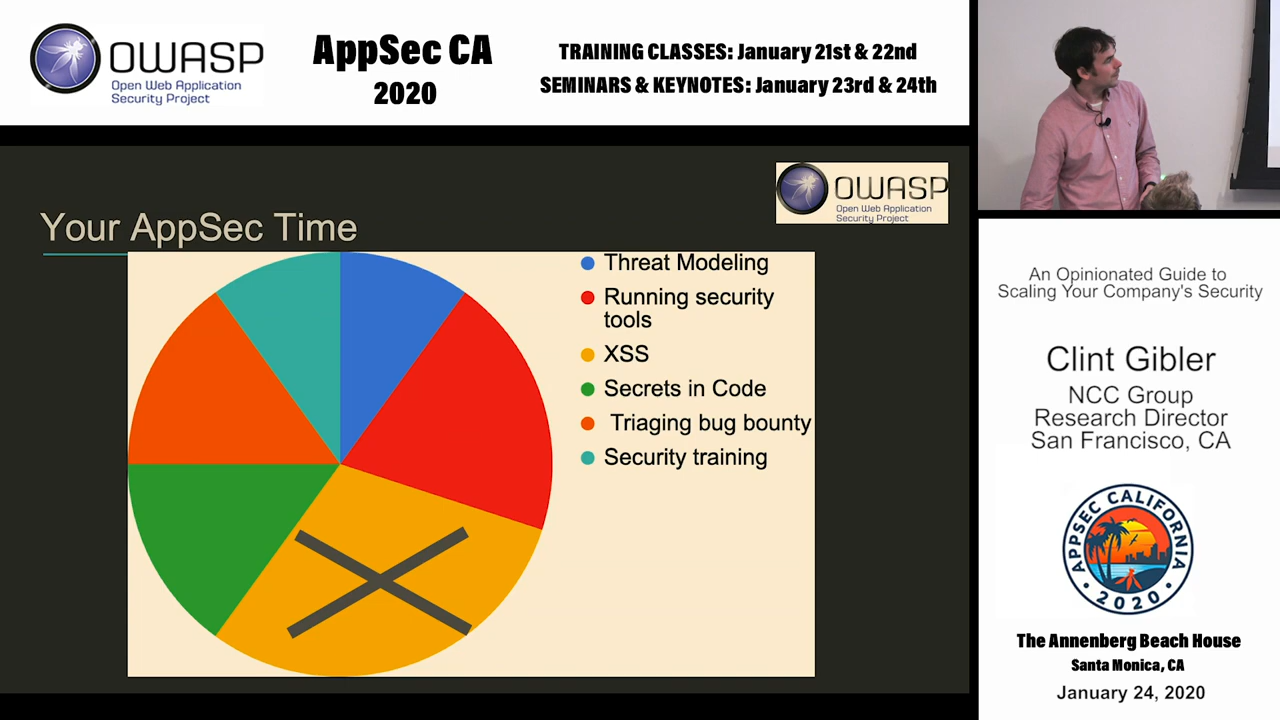 OWASP
Open Web Application
Security Project
AppSec CA
2020
TRAINING CLASSES: January 21st & 22nd
SEMINARS & KEYNOTES: January 23rd & 24th
OWASP
Open Web Application
Security Project
Your AppSec Time
Threat Modeling
Running security
tools
XSS
Secrets in Code
Triaging bug bounty
Security training
An Opinionated Guide to
Scaling Your Company's Security
Clint Gibler
NCC Group
Research Director
San Francisco, CA
APPSEC CALIFORNIA
• 2020 •
The Annenberg Beach House
Santa Monica, CA
January 24, 2020